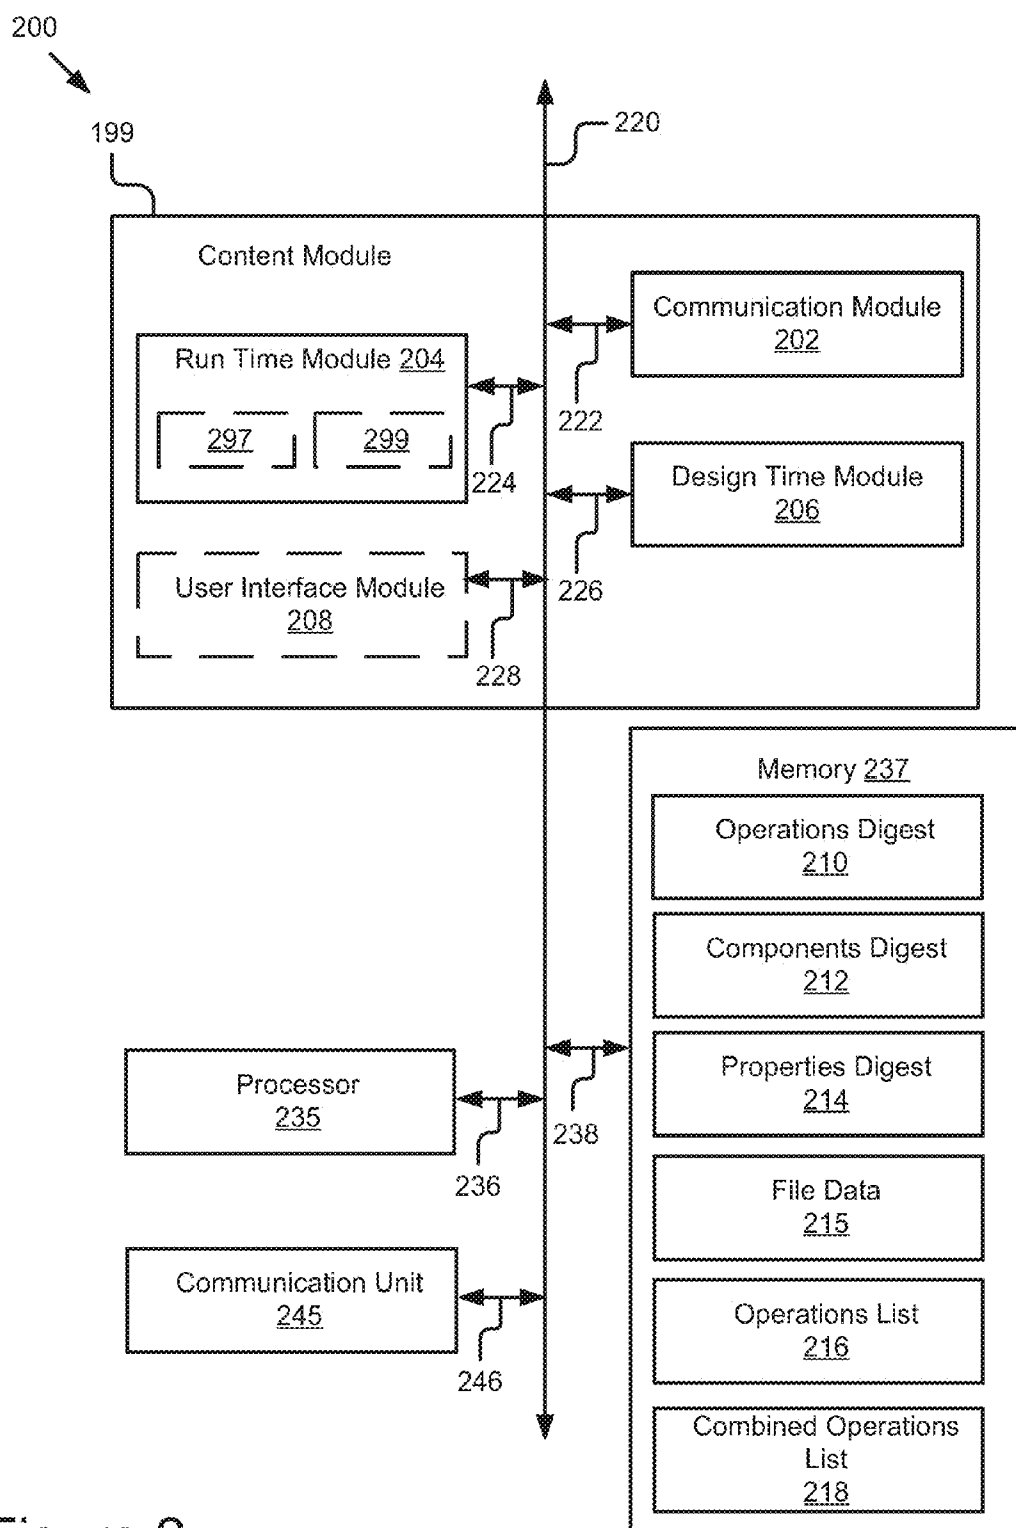 200
199
220
Content Module
Communication Module
202
Run Time Module 204
297 299
222
224
Design Time Module
206
User Interface Module
208
226
228
Memory 237
Operations Digest
210
Components Digest
212
Properties Digest
214
Processor
235
238
236
File Data
215
Communication Unit
245
246
Operations List
216
Combined Operations
List
218